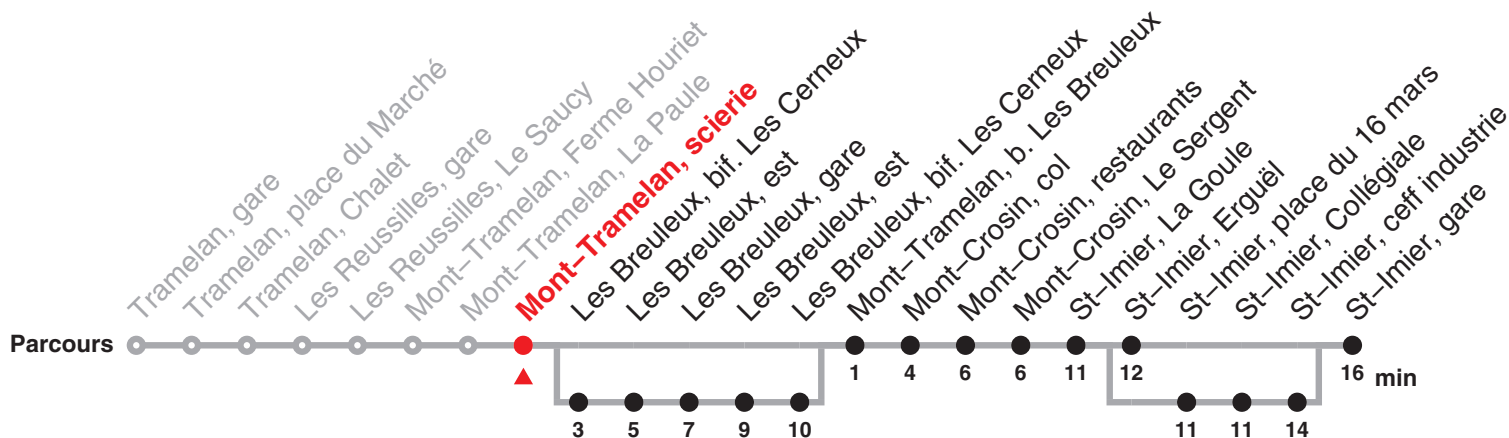 Tramelan, gare
Tramelan, place du Marché
Tramelan, Chalet
Les Reussilles, gare
Les Reussilles, Le Saucy
Mont–Tramelan, Ferme Houriet
Mont–Tramelan, La Paule
Mont–Tramelan, scierie
Les Breuleux, bif. Les Cerneux
Les Breuleux, est
Les Breuleux, gare
Les Breuleux, est
Les Breuleux, bif. Les Cerneux
Mont–Tramelan, b. Les Breuleux
Mont–Crosin, col
Mont–Crosin, restaurants
Mont–Crosin, Le Sergent
St–Imier, La Goule
St–Imier, Erguël
St–Imier, place du 16 mars
St–Imier, Collégiale
St–Imier, ceff industrie
St–Imier, gare
Parcours
1 4 6 6 11 12 16 min
3 5 7 9 10 11 11 14